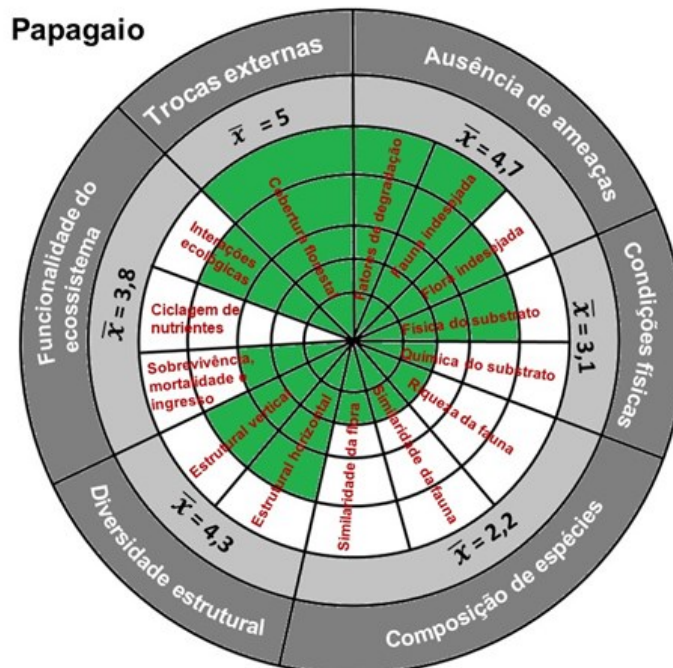 Papagaio
Trocas externas
x̄ = 5
Cobertura florestal
Ausência de ameaças
x̄ = 4,7
Fatores de degradação
Fauna indesejada
Flora indesejada
Condições físicas
x̄ = 3,1
Física do substrato
Química do substrato
Composição de espécies
x̄ = 2,2
Riqueza da fauna
Similaridade da fauna
Similaridade da flora
Diversidade estrutural
x̄ = 4,3
Estrutural horizontal
Estrutural vertical
Funcionalidade do
ecossistema
x̄ = 3,8
Sobrevivência,
mortalidade e
ingresso
Ciclagem de
nutrientes
Interações
ecológicas